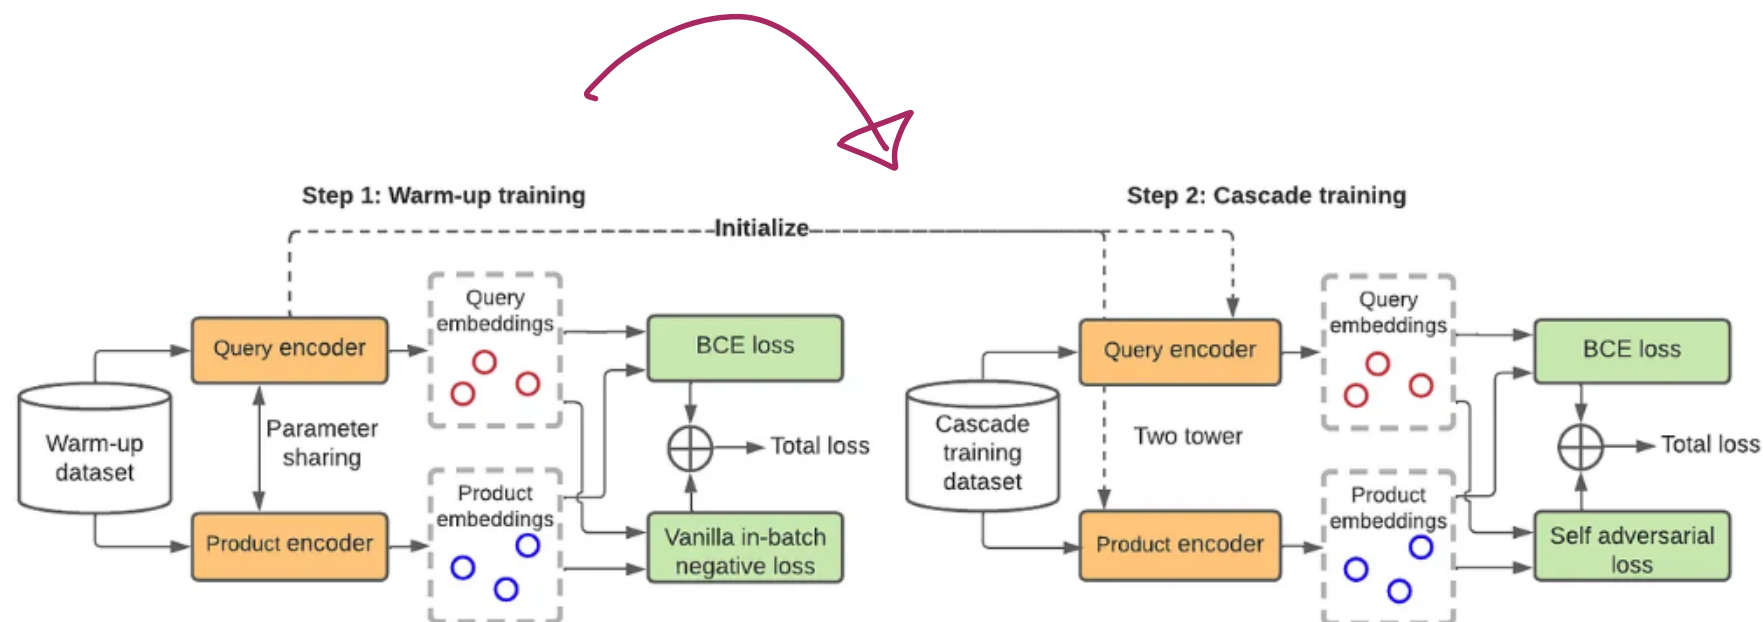 Step 1: Warm-up training
Step 2: Cascade training
Initialize
Query encoder
Parameter
sharing
Product encoder
Warm-up
dataset
Query
embeddings
Product
embeddings
BCE loss
Total loss
Vanilla in-batch
negative loss
Cascade
training
dataset
Query encoder
Two tower
Product encoder
Query
embeddings
Product
embeddings
BCE loss
Total loss
Self adversarial
loss